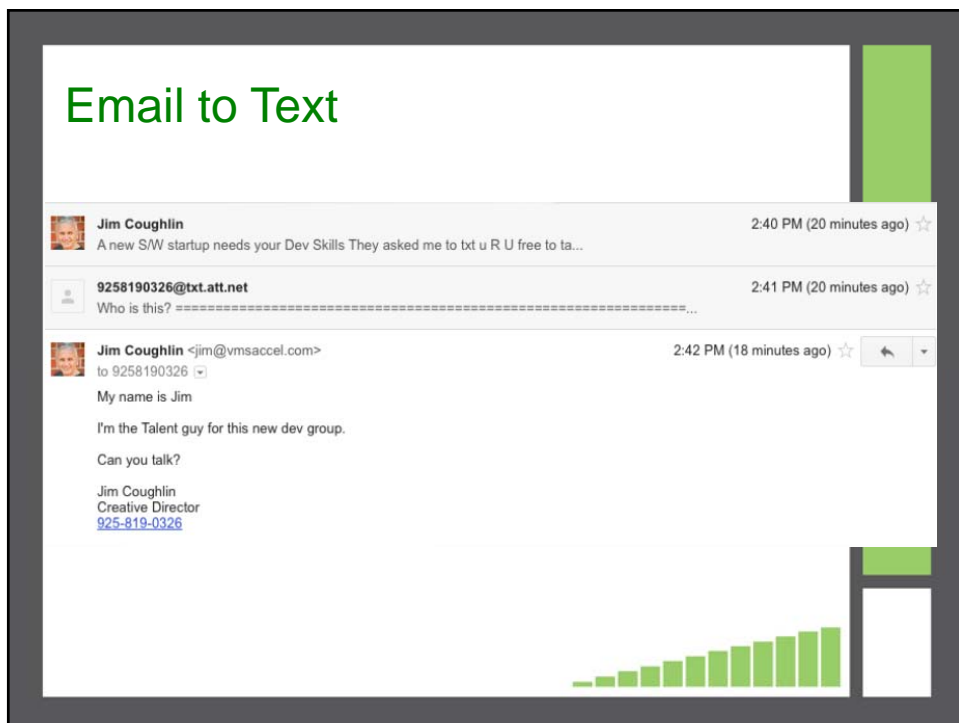 Email to Text
Jim Coughlin 2:40 PM (20 minutes ago)
A new S/W startup needs your Dev Skills They asked me to txt u R U free to ta...
9258190326@txt.att.net 2:41 PM (20 minutes ago)
Who is this? ================================================================...
Jim Coughlin <jim@vmsaccel.com> 2:42 PM (18 minutes ago)
to 9258190326
My name is Jim
I'm the Talent guy for this new dev group.
Can you talk?
Jim Coughlin
Creative Director
925-819-0326